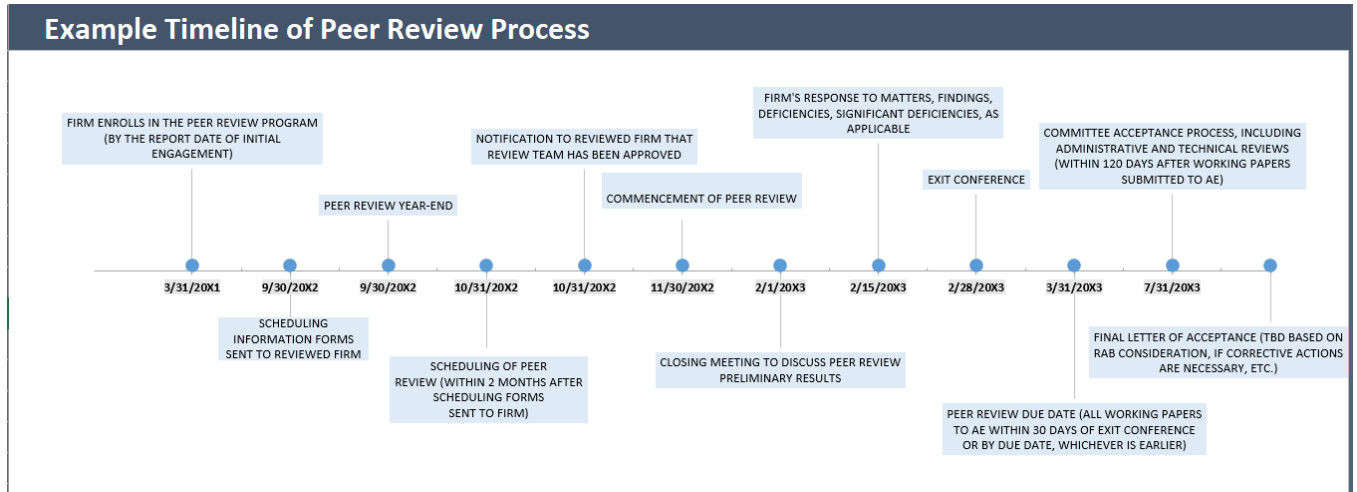 Example Timeline of Peer Review Process
FIRM ENROLLS IN THE PEER REVIEW PROGRAM
(BY THE REPORT DATE OF INITIAL
ENGAGEMENT)
PEER REVIEW YEAR-END
NOTIFICATION TO REVIEWED FIRM THAT
REVIEW TEAM HAS BEEN APPROVED
COMMENCEMENT OF PEER REVIEW
FIRM'S RESPONSE TO MATTERS, FINDINGS,
DEFICIENCIES, SIGNIFICANT DEFICIENCIES, AS
APPLICABLE
EXIT CONFERENCE
COMMITTEE ACCEPTANCE PROCESS, INCLUDING
ADMINISTRATIVE AND TECHNICAL REVIEWS
(WITHIN 120 DAYS AFTER WORKING PAPERS
SUBMITTED TO AE)
3/31/20X1 9/30/20X2 9/30/20X2 10/31/20X2 10/31/20X2 11/30/20X2 2/1/20X3 2/15/20X3 2/28/20X3 3/31/20X3 7/31/20X3
SCHEDULING
INFORMATION FORMS
SENT TO REVIEWED FIRM
SCHEDULING OF PEER
REVIEW (WITHIN 2 MONTHS AFTER
SCHEDULING FORMS
SENT TO FIRM)
CLOSING MEETING TO DISCUSS PEER REVIEW
PRELIMINARY RESULTS
PEER REVIEW DUE DATE (ALL WORKING PAPERS
TO AE WITHIN 30 DAYS OF EXIT CONFERENCE
OR BY DUE DATE, WHICHEVER IS EARLIER)
FINAL LETTER OF ACCEPTANCE (TBD BASED ON
RAB CONSIDERATION, IF CORRECTIVE ACTIONS
ARE NECESSARY, ETC.)